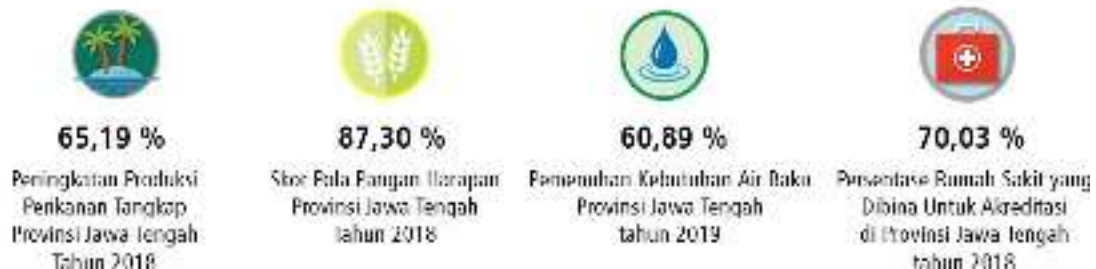 65,19 %
Peningkatan Produksi
Perikanan Tangkap
Provinsi Jawa Tengah
Tahun 2018
87,30 %
Skor Pola Pangan Harapan
Provinsi Jawa Tengah
tahun 2018
60,89 %
Pemenuhan Kebutuhan Air Baku
Provinsi Jawa Tengah
tahun 2019
70,03 %
Persentase Rumah Sakit yang
Dibina Untuk Akreditasi
di Provinsi Jawa Tengah
tahun 2018